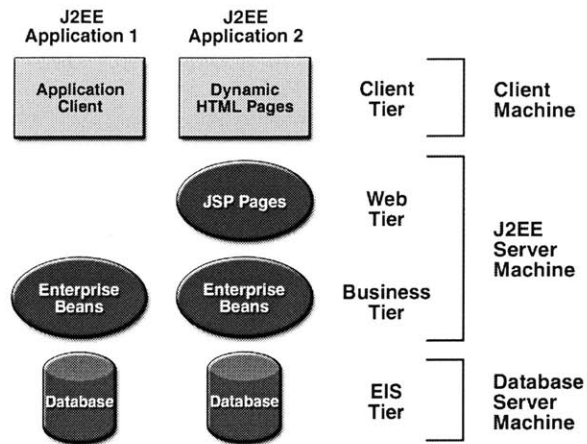 J2EE
Application 1
J2EE
Application 2
Application
Client
Dynamic
HTML Pages
Client
Tier
Client
Machine
JSP Pages
Web
Tier
J2EE
Server
Machine
Enterprise
Beans
Enterprise
Beans
Business
Tier
Database
Database
EIS
Tier
Database
Server
Machine